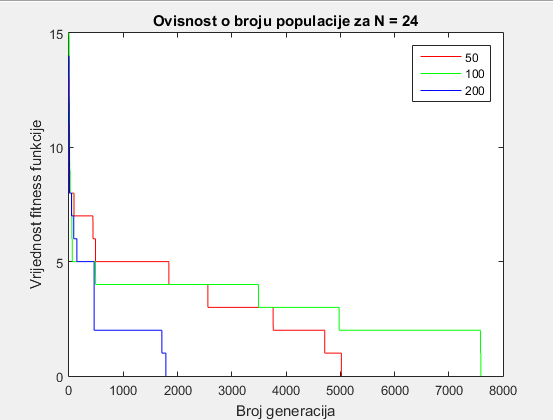 Ovisnost o broju populacije za N = 24
15
10
5
0
Vrijednost fitness funkcije
50
100
200
0 1000 2000 3000 4000 5000 6000 7000 8000
Broj generacija